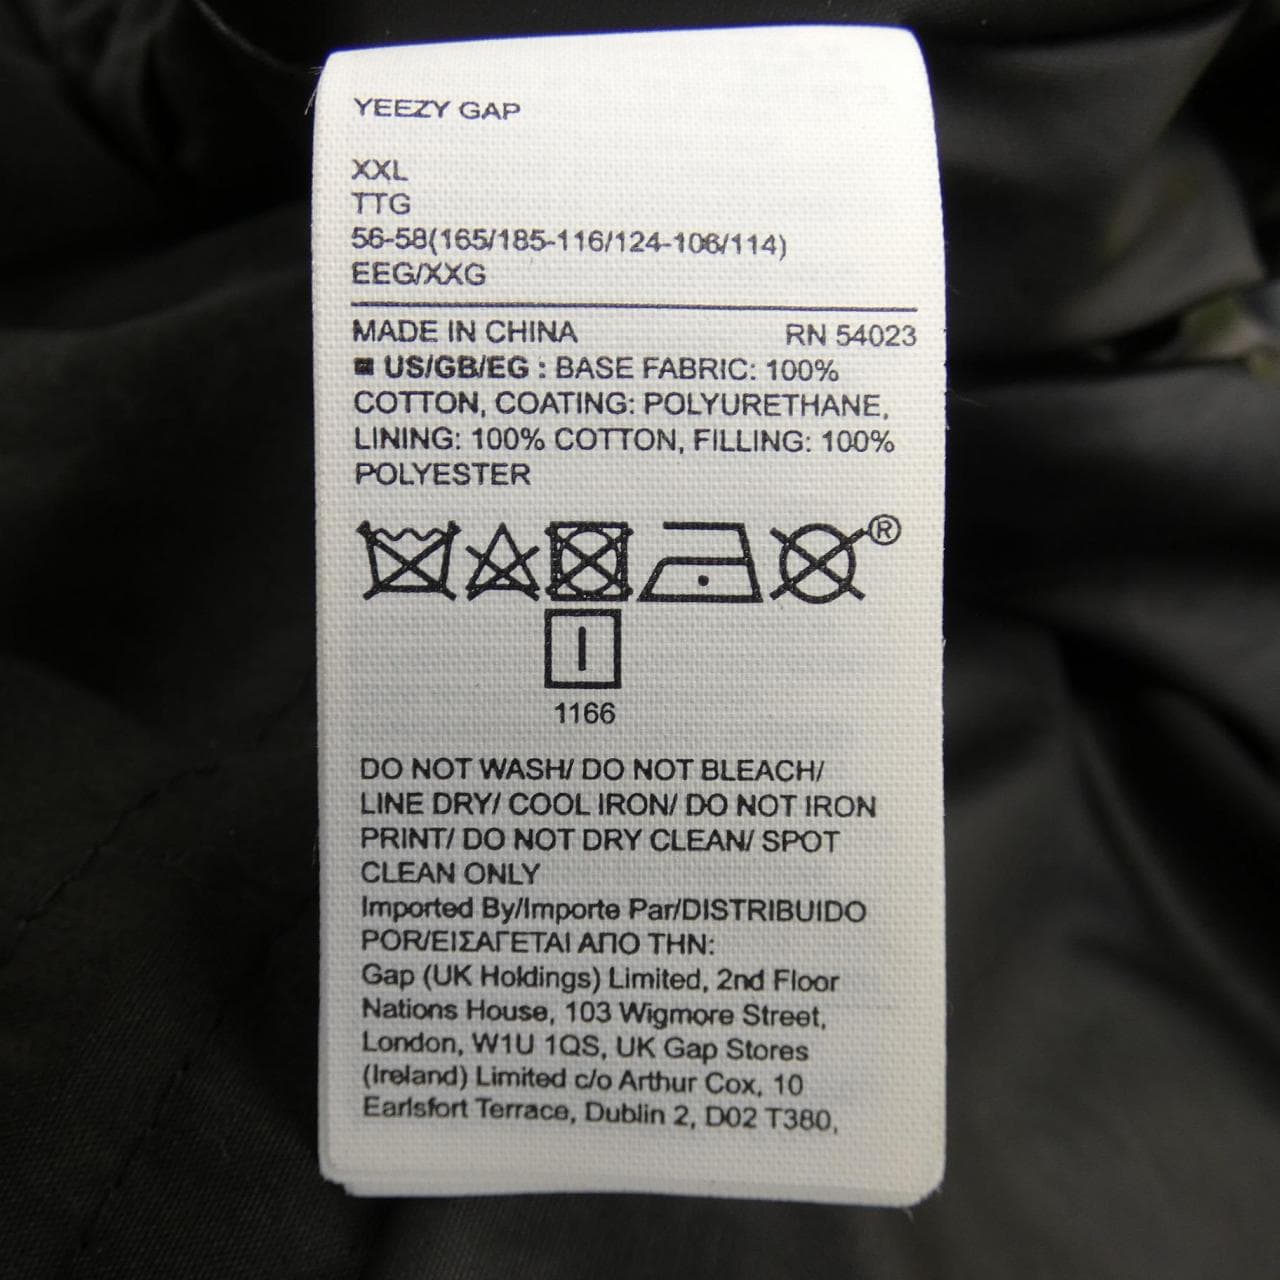 YEEZY GAP
XXL
TTG
56-58(165/185-116/124-106/114)
EEG/XXG
MADE IN CHINA RN 54023
US/GB/EG : BASE FABRIC: 100%
COTTON, COATING: POLYURETHANE,
LINING: 100% COTTON, FILLING: 100%
POLYESTER
®
1166
DO NOT WASH/ DO NOT BLEACH/
LINE DRY/ COOL IRON/ DO NOT IRON
PRINT/ DO NOT DRY CLEAN/ SPOT
CLEAN ONLY
Imported By/Importe Par/DISTRIBUIDO
POR/ΕΙΣΑΓΕΤΑΙ ΑΠΟ ΤΗΝ:
Gap (UK Holdings) Limited, 2nd Floor
Nations House, 103 Wigmore Street,
London, W1U 1QS, UK Gap Stores
(Ireland) Limited c/o Arthur Cox, 10
Earlsfort Terrace, Dublin 2, D02 T380,